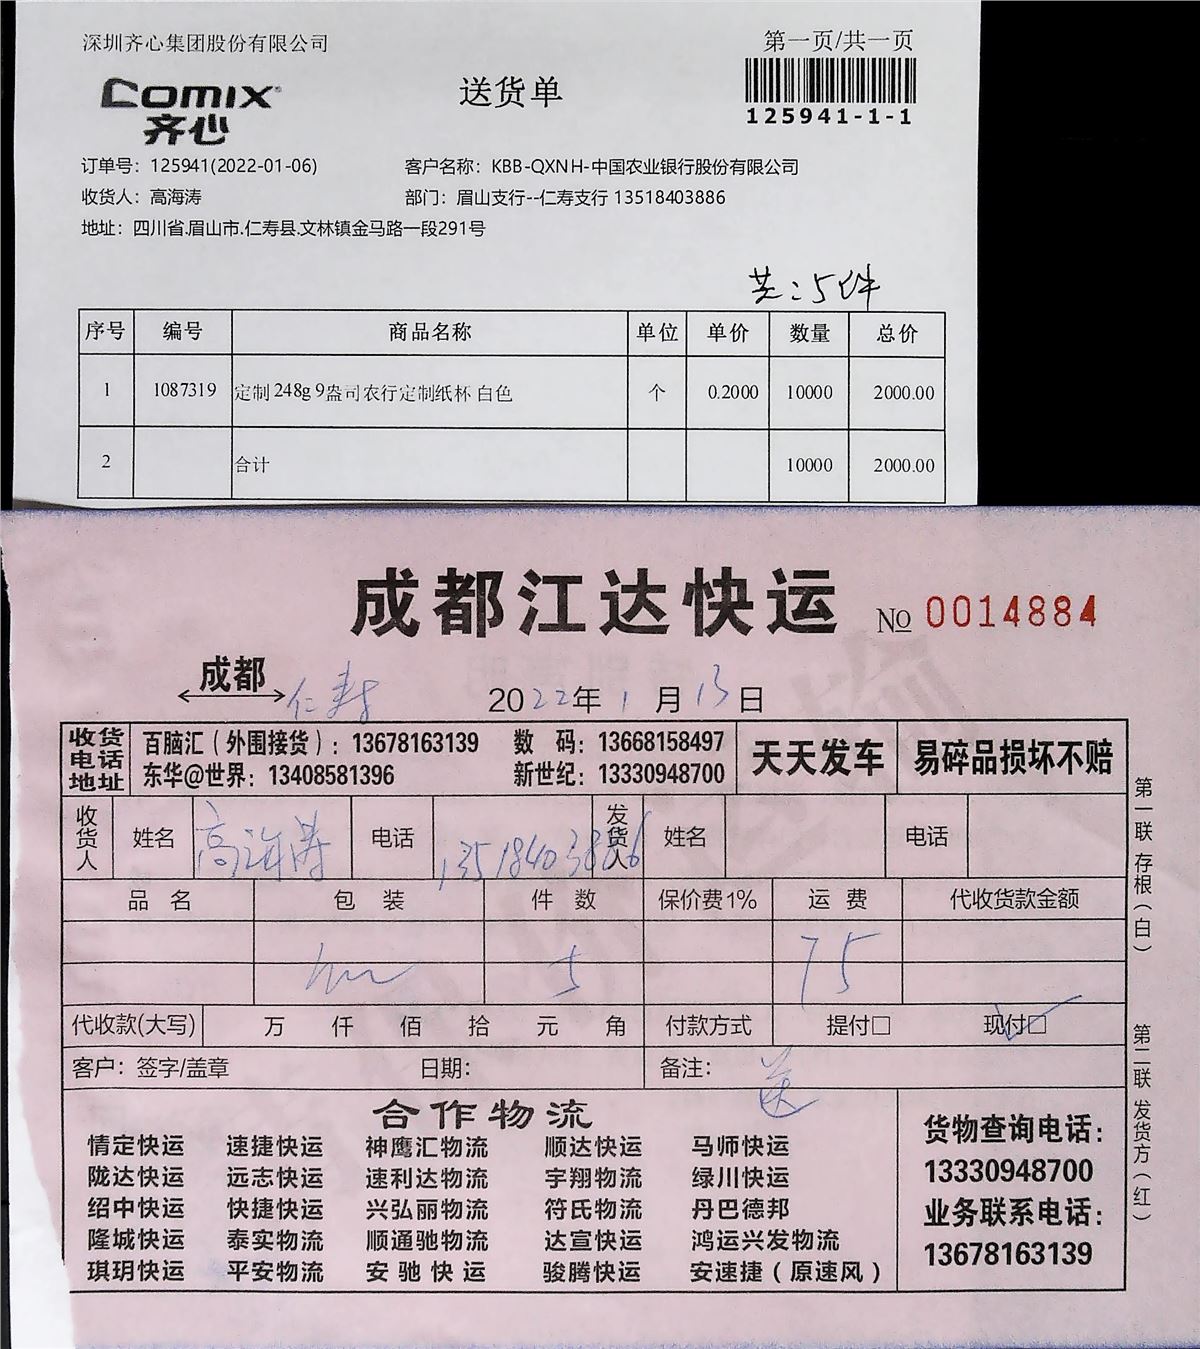 深圳齐心集团股份有限公司
第一页/共一页
Comix
齐心
送货单
125941-1-1
订单号：125941(2022-01-06)
客户名称：KBB-QXNH-中国农业银行股份有限公司
收货人：高海涛
部门：眉山支行--仁寿支行 13518403886
地址：四川省.眉山市.仁寿县.文林镇金马路一段291号
共：5件
序号 编号 商品名称 单位 单价 数量 总价
1 1087319 定制248g 9盎司农行定制纸杯 白色 个 0.2000 10000 2000.00
2 合计 10000 2000.00
成都江达快运
No 0014884
成都 仁寿
2022年1月13日
收货电话地址
百脑汇（外围接货）：13678163139 数 码：13668158497
东华@世界：13408581396 新世纪：13330948700
天天发车
易碎品损坏不赔
收货人 姓名 高海涛 电话 13518403886 发货人 姓名 电话
品名 包装 件数 保价费1% 运费 代收货款金额
5 75
代收款(大写) 万 仟 佰 拾 元 角 付款方式 提付□ 现付□
客户：签字/盖章 日期： 备注：送
合作物流
情定快运 速捷快运 神鹰汇物流 顺达快运 马师快运
陇达快运 远志快运 速利达物流 宇翔物流 绿川快运
绍中快运 快捷快运 兴弘丽物流 符氏物流 丹巴德邦
隆城快运 泰实物流 顺通驰物流 达宣快运 鸿运兴发物流
琪玥快运 平安物流 安驰快运 骏腾快运 安速捷（原速风）
货物查询电话：
13330948700
业务联系电话：
13678163139
第一联 存根（白）
第二联 发货方（红）